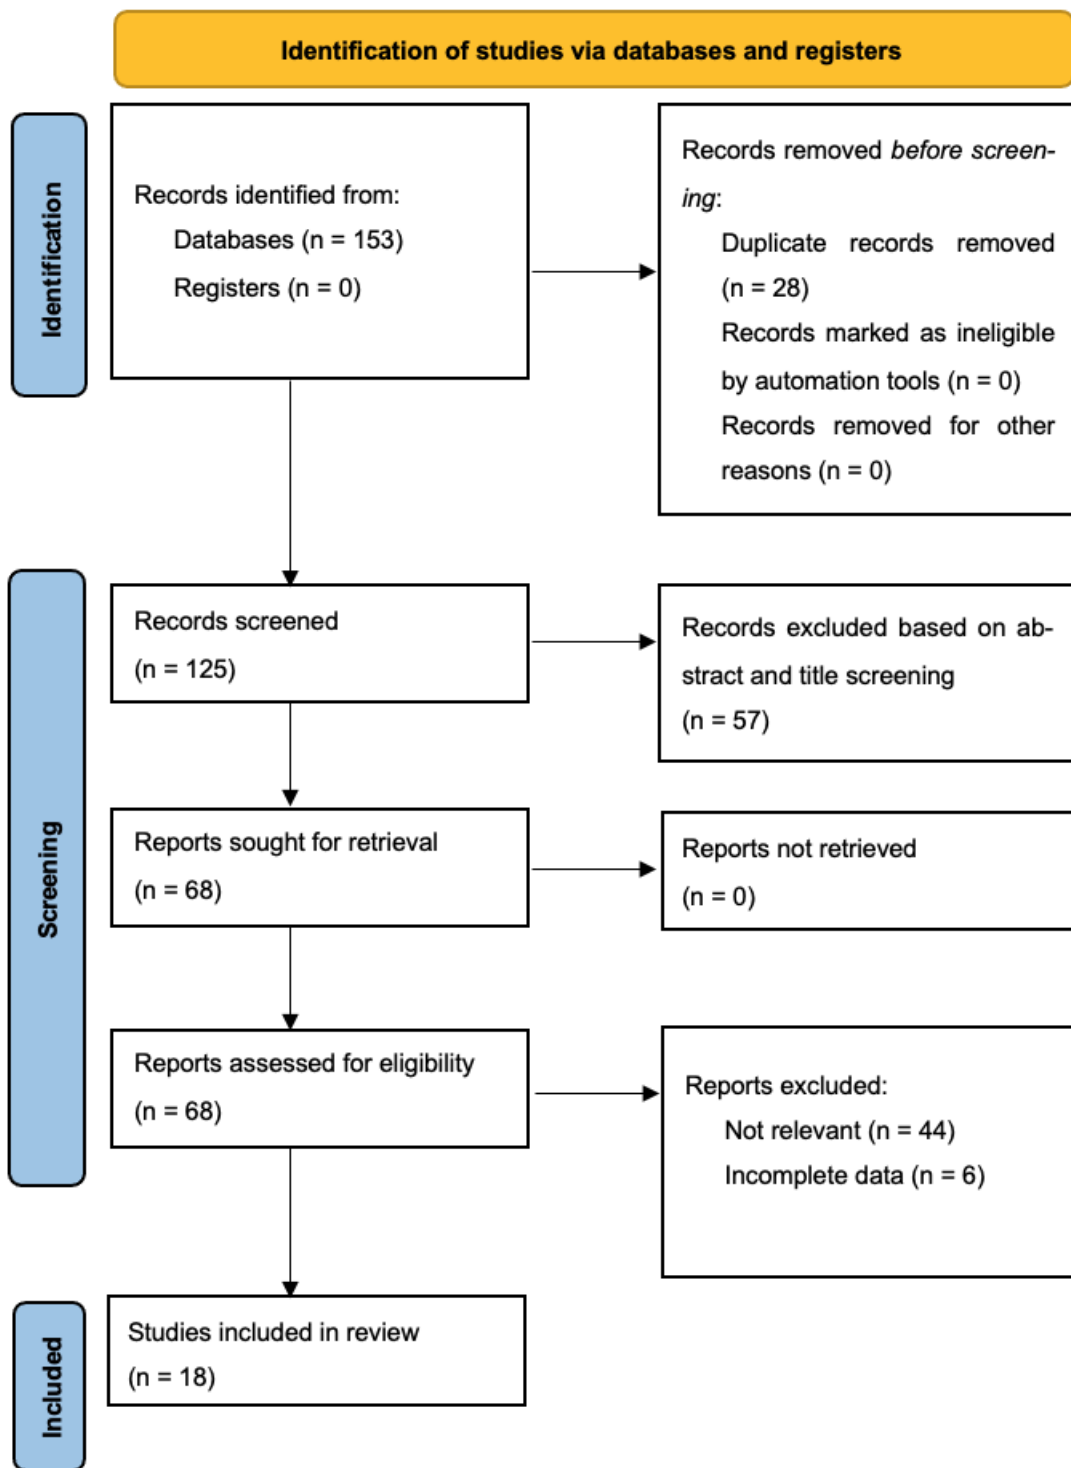 Identification of studies via databases and registers
Identification
Records identified from:
Databases (n = 153)
Registers (n = 0)
Records removed before screen-
ing:
Duplicate records removed
(n = 28)
Records marked as ineligible
by automation tools (n = 0)
Records removed for other
reasons (n = 0)
Screening
Records screened
(n = 125)
Records excluded based on ab-
stract and title screening
(n = 57)
Reports sought for retrieval
(n = 68)
Reports not retrieved
(n = 0)
Reports assessed for eligibility
(n = 68)
Reports excluded:
Not relevant (n = 44)
Incomplete data (n = 6)
Included
Studies included in review
(n = 18)